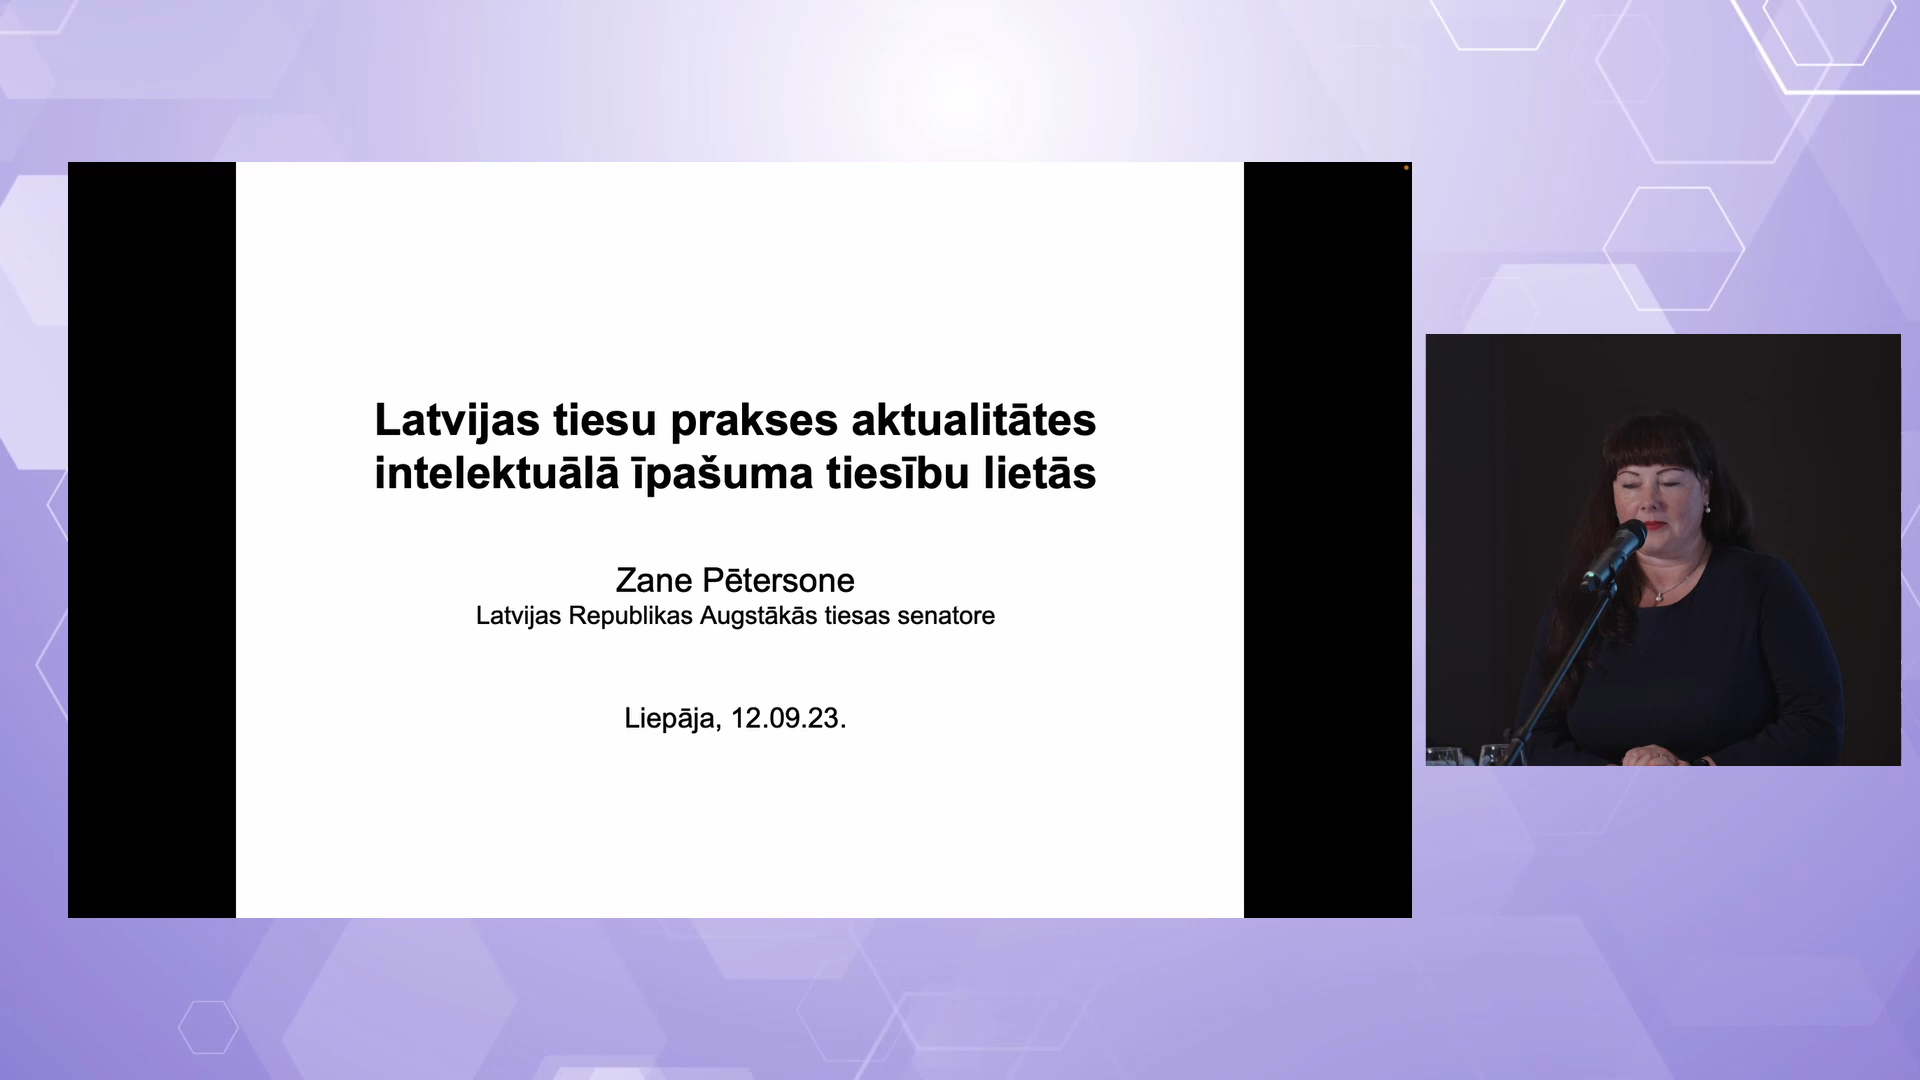 Latvijas tiesu prakses aktualitātes
intelektuālā īpašuma tiesību lietās
Zane Pētersone
Latvijas Republikas Augstākās tiesas senatore
Liepāja, 12.09.23.